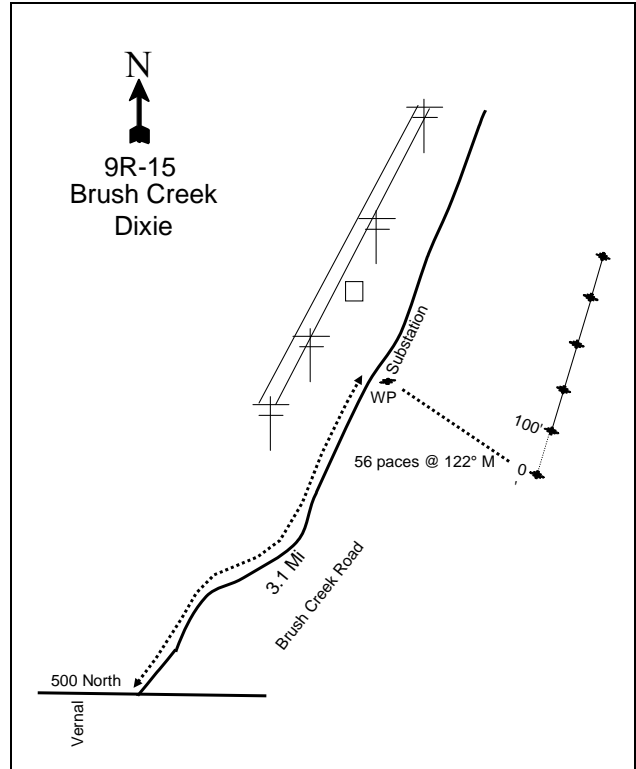 N
9R-15
Brush Creek
Dixie
Substation
WP
100'
56 paces @ 122° M
0
'
3.1 Mi
Brush Creek Road
500 North
Vernal